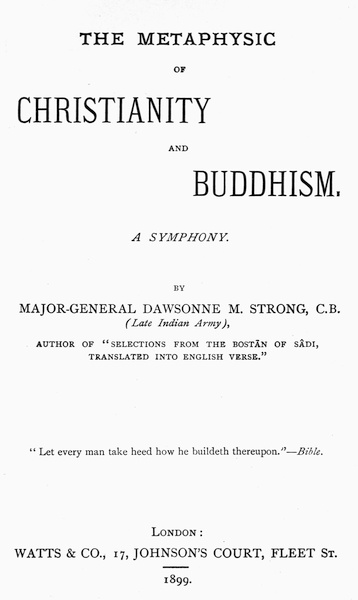 THE METAPHYSIC
OF
CHRISTIANITY
AND
BUDDHISM.
A SYMPHONY.
BY
MAJOR-GENERAL DAWSONNE M. STRONG, C.B.
(Late Indian Army),
AUTHOR OF "SELECTIONS FROM THE BOSTĀN OF SÂDI,
TRANSLATED INTO ENGLISH VERSE."
"Let every man take heed how he buildeth thereupon."—Bible.
LONDON:
WATTS & CO., 17, JOHNSON'S COURT, FLEET ST.
1899.